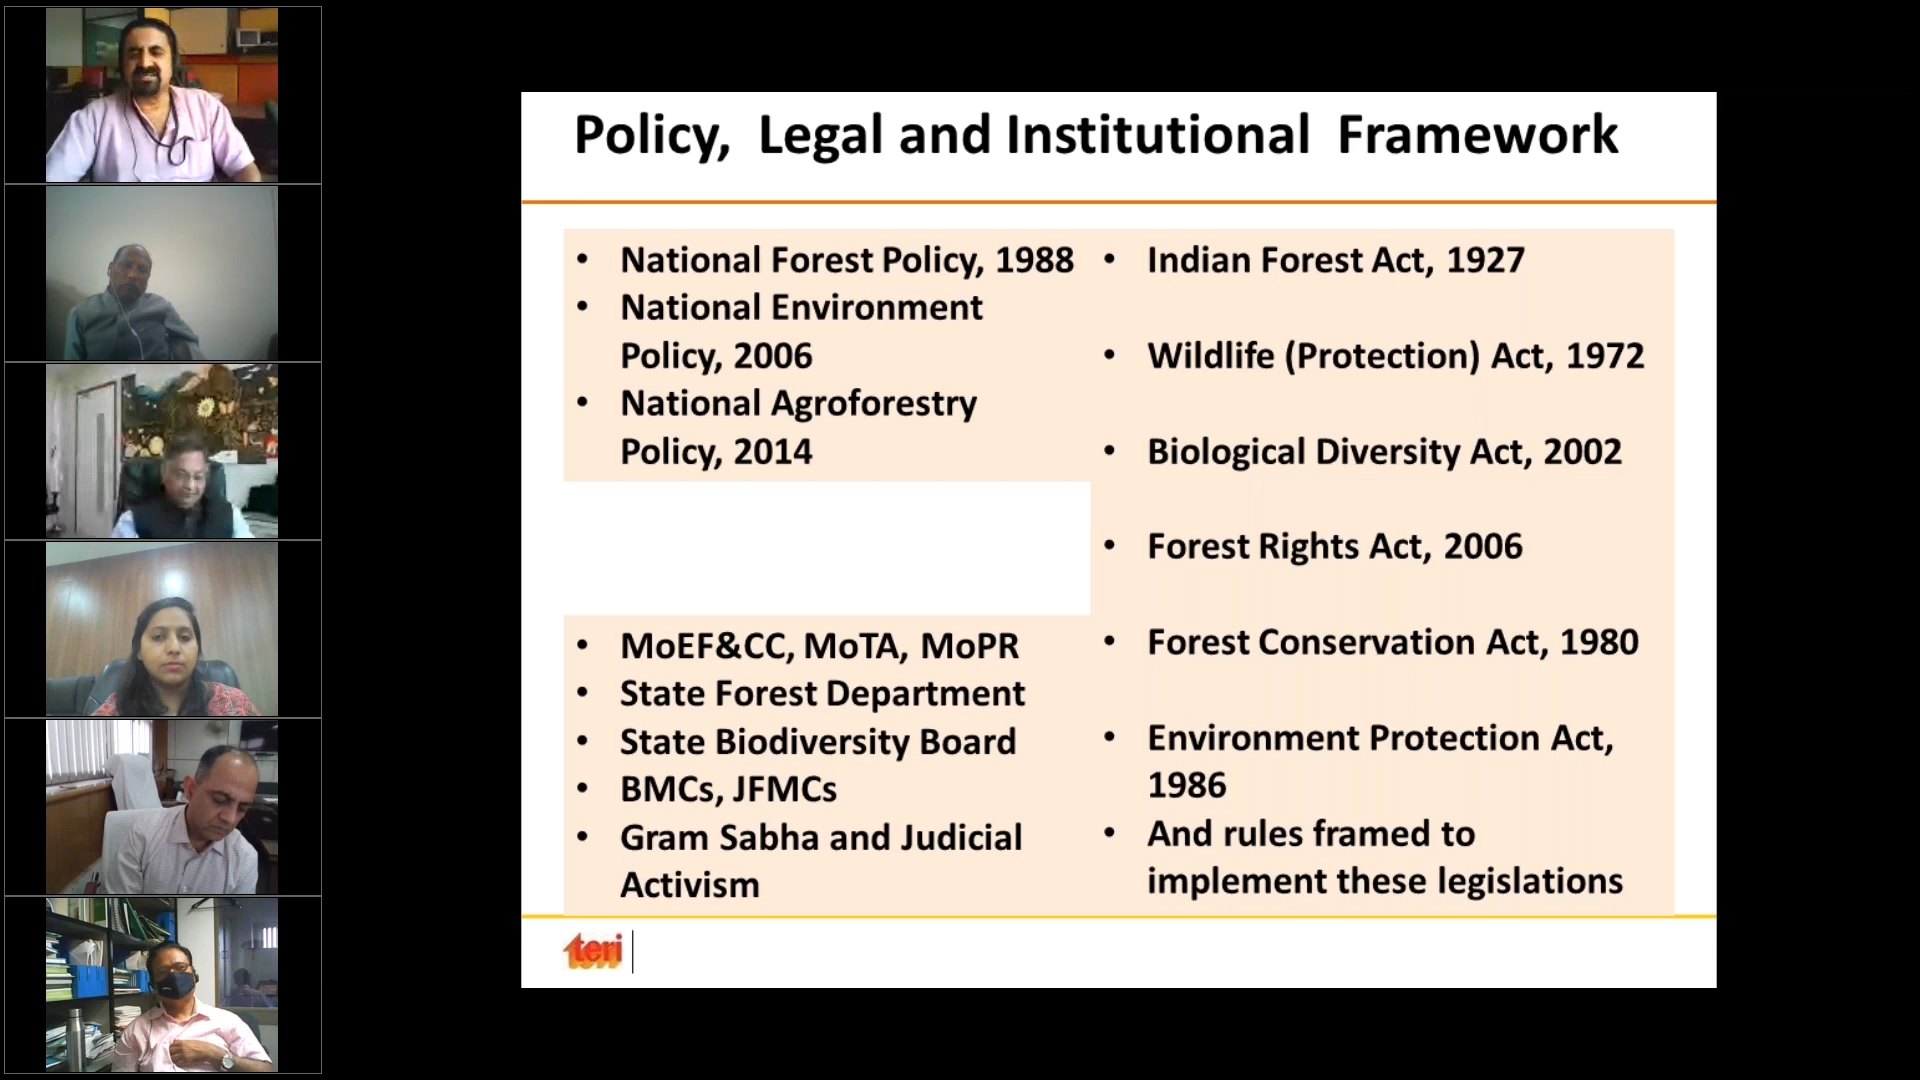 Policy, Legal and Institutional Framework
• National Forest Policy, 1988
• National Environment
Policy, 2006
• National Agroforestry
Policy, 2014
• MoEF&CC, MoTA, MoPR
• State Forest Department
• State Biodiversity Board
• BMCs, JFMCs
• Gram Sabha and Judicial
Activism
• Indian Forest Act, 1927
• Wildlife (Protection) Act, 1972
• Biological Diversity Act, 2002
• Forest Rights Act, 2006
• Forest Conservation Act, 1980
• Environment Protection Act,
1986
• And rules framed to
implement these legislations
teri